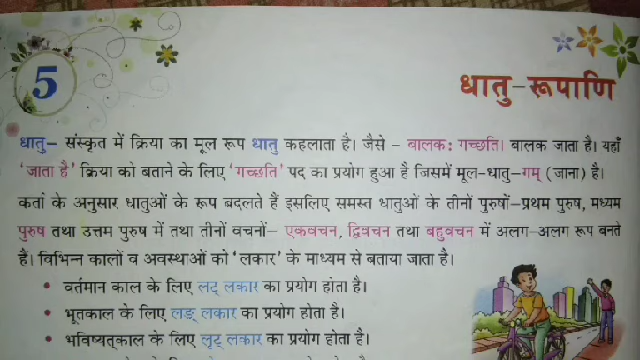 5
धातु-रूपाणि
धातु– संस्कृत में क्रिया का मूल रूप धातु कहलाता है। जैसे – बालकः गच्छति। बालक जाता है। यहाँ
'जाता है' क्रिया को बताने के लिए 'गच्छति' पद का प्रयोग हुआ है जिसमें मूल-धातु-गम् (जाना) है।
कर्ता के अनुसार धातुओं के रूप बदलते हैं इसलिए समस्त धातुओं के तीनों पुरुषों–प्रथम पुरुष, मध्यम
पुरुष तथा उत्तम पुरुष में तथा तीनों वचनों– एकवचन, द्विवचन तथा बहुवचन में अलग-अलग रूप बनते
हैं। विभिन्न कालों व अवस्थाओं को 'लकार' के माध्यम से बताया जाता है।
• वर्तमान काल के लिए लट् लकार का प्रयोग होता है।
• भूतकाल के लिए लङ् लकार का प्रयोग होता है।
• भविष्यत्काल के लिए लृट् लकार का प्रयोग होता है।